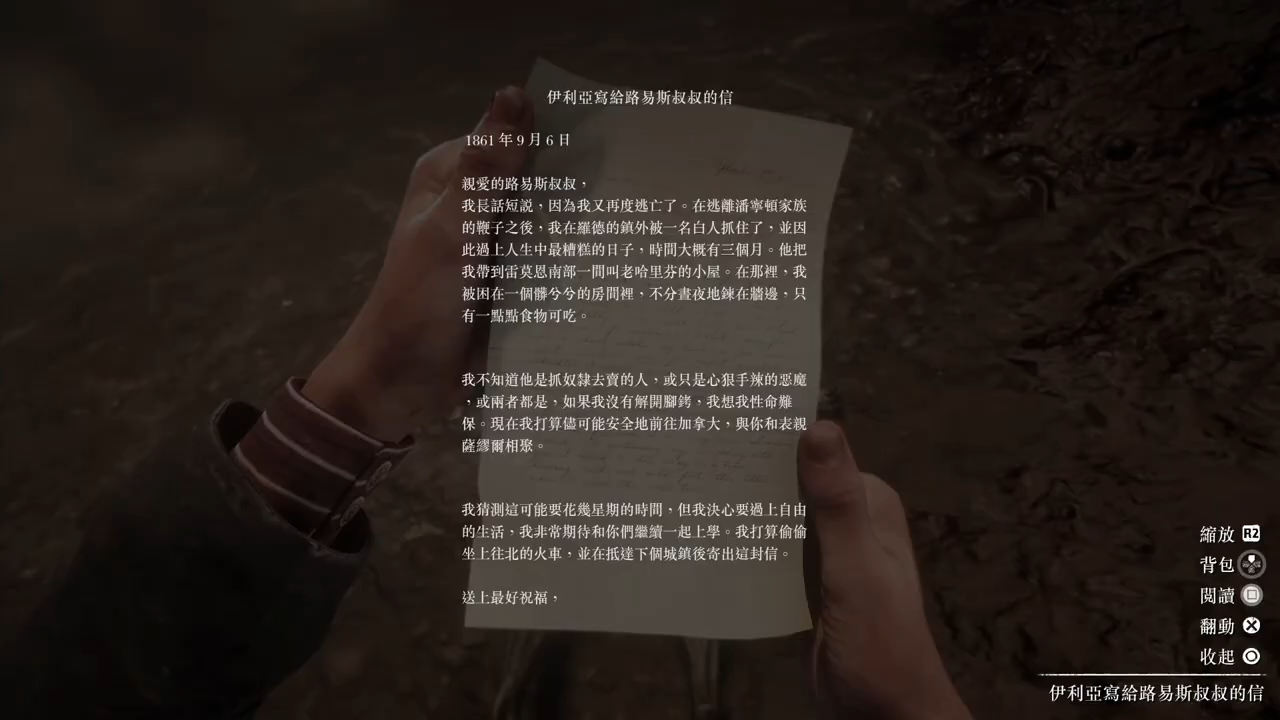 伊利亞寫給路易斯叔叔的信
1861 年 9 月 6 日
親愛的路易斯叔叔，
我長話短說，因為我又再度逃亡了。在逃離潘寧頓家族
的鞭子之後，我在羅德的鎮外被一名白人抓住了，並因
此過上人生中最糟糕的日子，時間大概有三個月。他把
我帶到雷莫恩南部一間叫老哈里芬的小屋。在那裡，我
被困在一個髒兮兮的房間裡，不分晝夜地鍊在牆邊，只
有一點點食物可吃。
我不知道他是抓奴隸去賣的人，或只是心狠手辣的惡魔
，或兩者都是，如果我沒有解開腳銬，我想我性命難
保。現在我打算儘可能安全地前往加拿大，與你和表親
薩繆爾相聚。
我猜測這可能要花幾星期的時間，但我決心要過上自由
的生活，我非常期待和你們繼續一起上學。我打算偷偷
坐上往北的火車，並在抵達下個城鎮後寄出這封信。
送上最好祝福，
縮放 R2
背包
閱讀
翻動
收起
伊利亞寫給路易斯叔叔的信